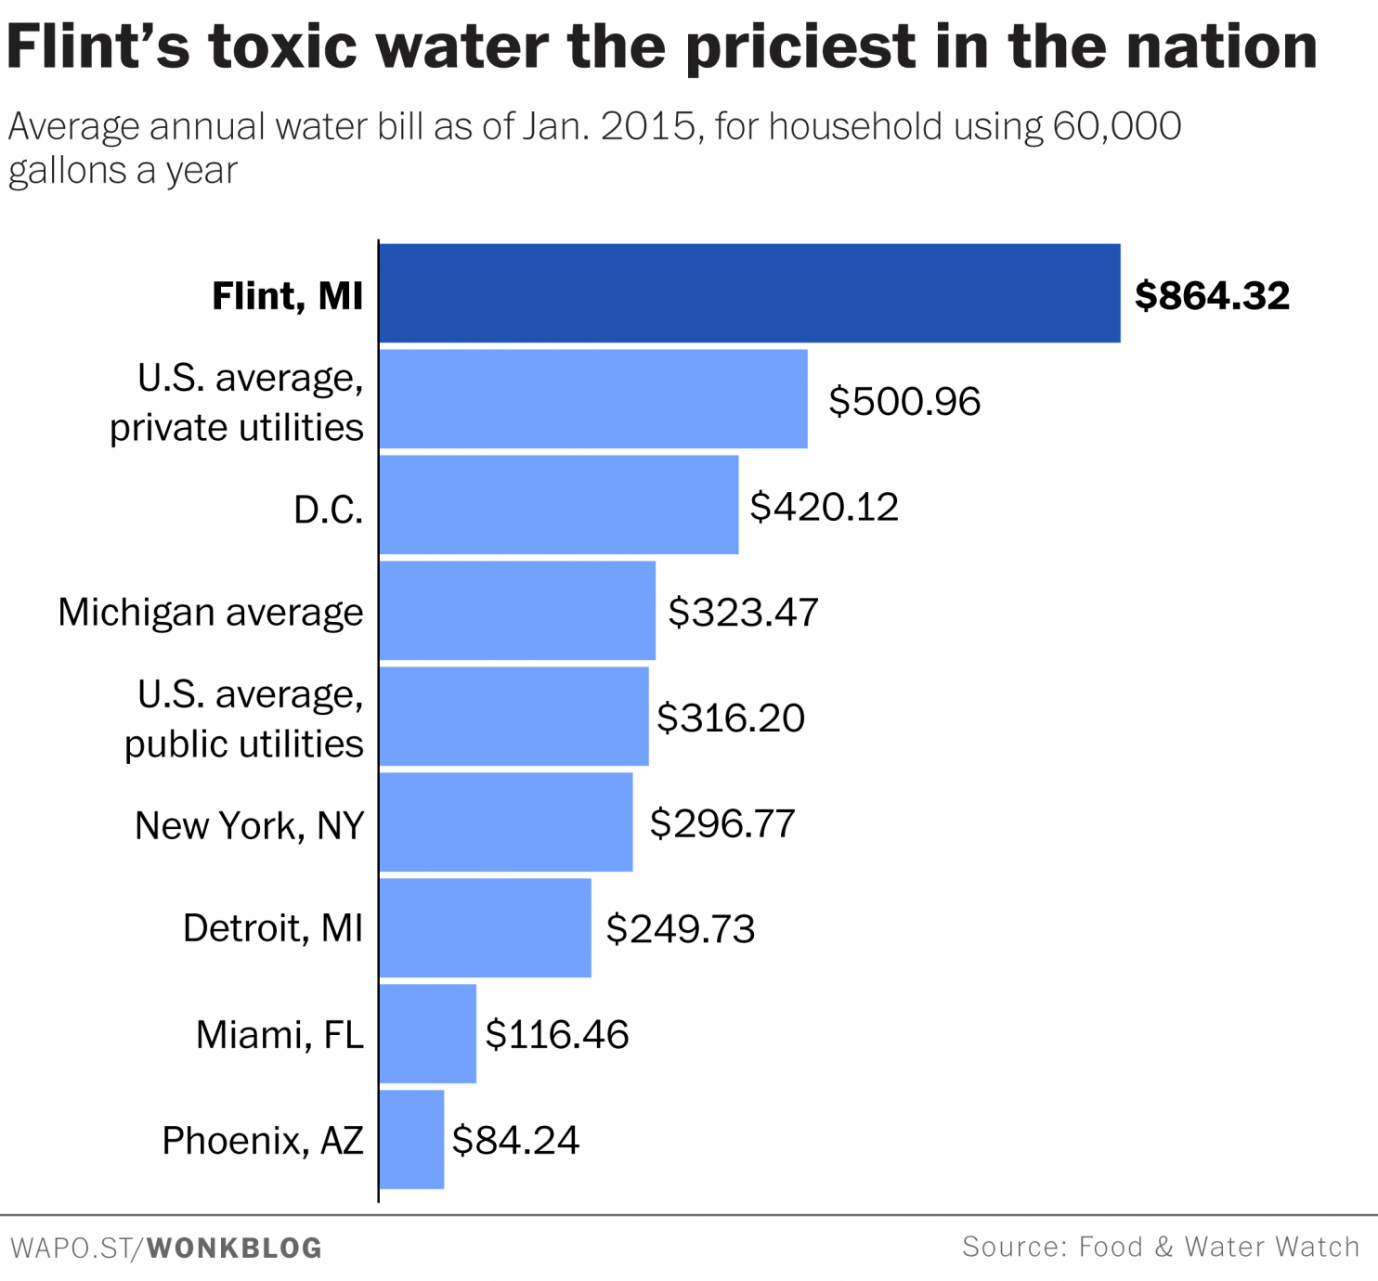 Flint’s toxic water the priciest in the nation
Average annual water bill as of Jan. 2015, for household using 60,000
gallons a year
Flint, MI
$864.32
U.S. average,
private utilities
$500.96
D.C.
$420.12
Michigan average
$323.47
U.S. average,
public utilities
$316.20
New York, NY
$296.77
Detroit, MI
$249.73
Miami, FL
$116.46
Phoenix, AZ
$84.24
WAPO.ST/WONKBLOG
Source: Food & Water Watch